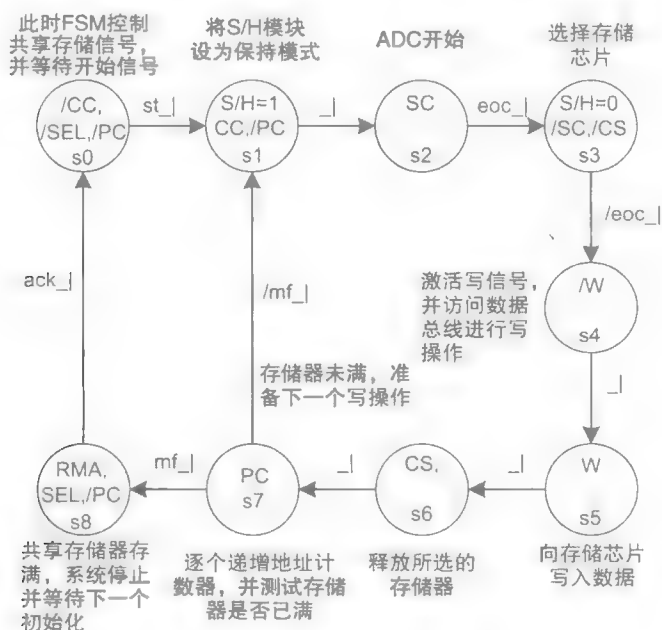 此时FSM控制
共享存储信号，
并等待开始信号
将S/H模块
设为保持模式
ADC开始
选择存储
芯片
/CC,
/SEL,/PC
s0
st_|
S/H=1
CC,/PC
s1
_|
SC
s2
eoc_|
S/H=0
/SC,/CS
s3
/eoc_|
ack_|
/mf_|
激活写信号，
并访问数据
总线进行写
操作
/W
s4
存储器未满，准
备下一个写操作
_|
RMA,
SEL,/PC
s8
mf_|
PC
s7
_|
CS,
s6
_|
W
s5
共享存储器存
满，系统停止
并等待下一个
初始化
逐个递增地址计
数器，并测试存储
器是否已满
释放所选的
存储器
向存储芯片
写入数据